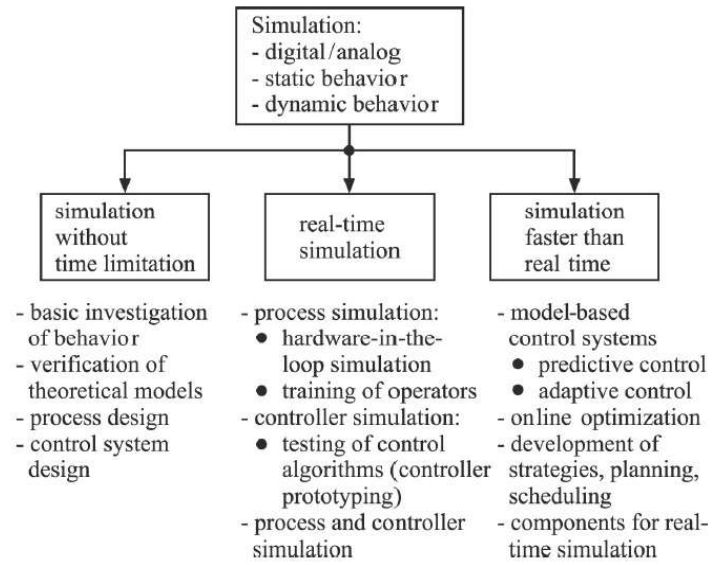 Simulation:
- digital/analog
- static behavior
- dynamic behavior
simulation
without
time limitation
real-time
simulation
simulation
faster than
real time
- basic investigation
of behavior
- verification of
theoretical models
- process design
- control system
design
- process simulation:
● hardware-in-the-
loop simulation
● training of operators
- controller simulation:
● testing of control
algorithms (controller
prototyping)
- process and controller
simulation
- model-based
control systems
● predictive control
● adaptive control
- online optimization
- development of
strategies, planning,
scheduling
- components for real-
time simulation